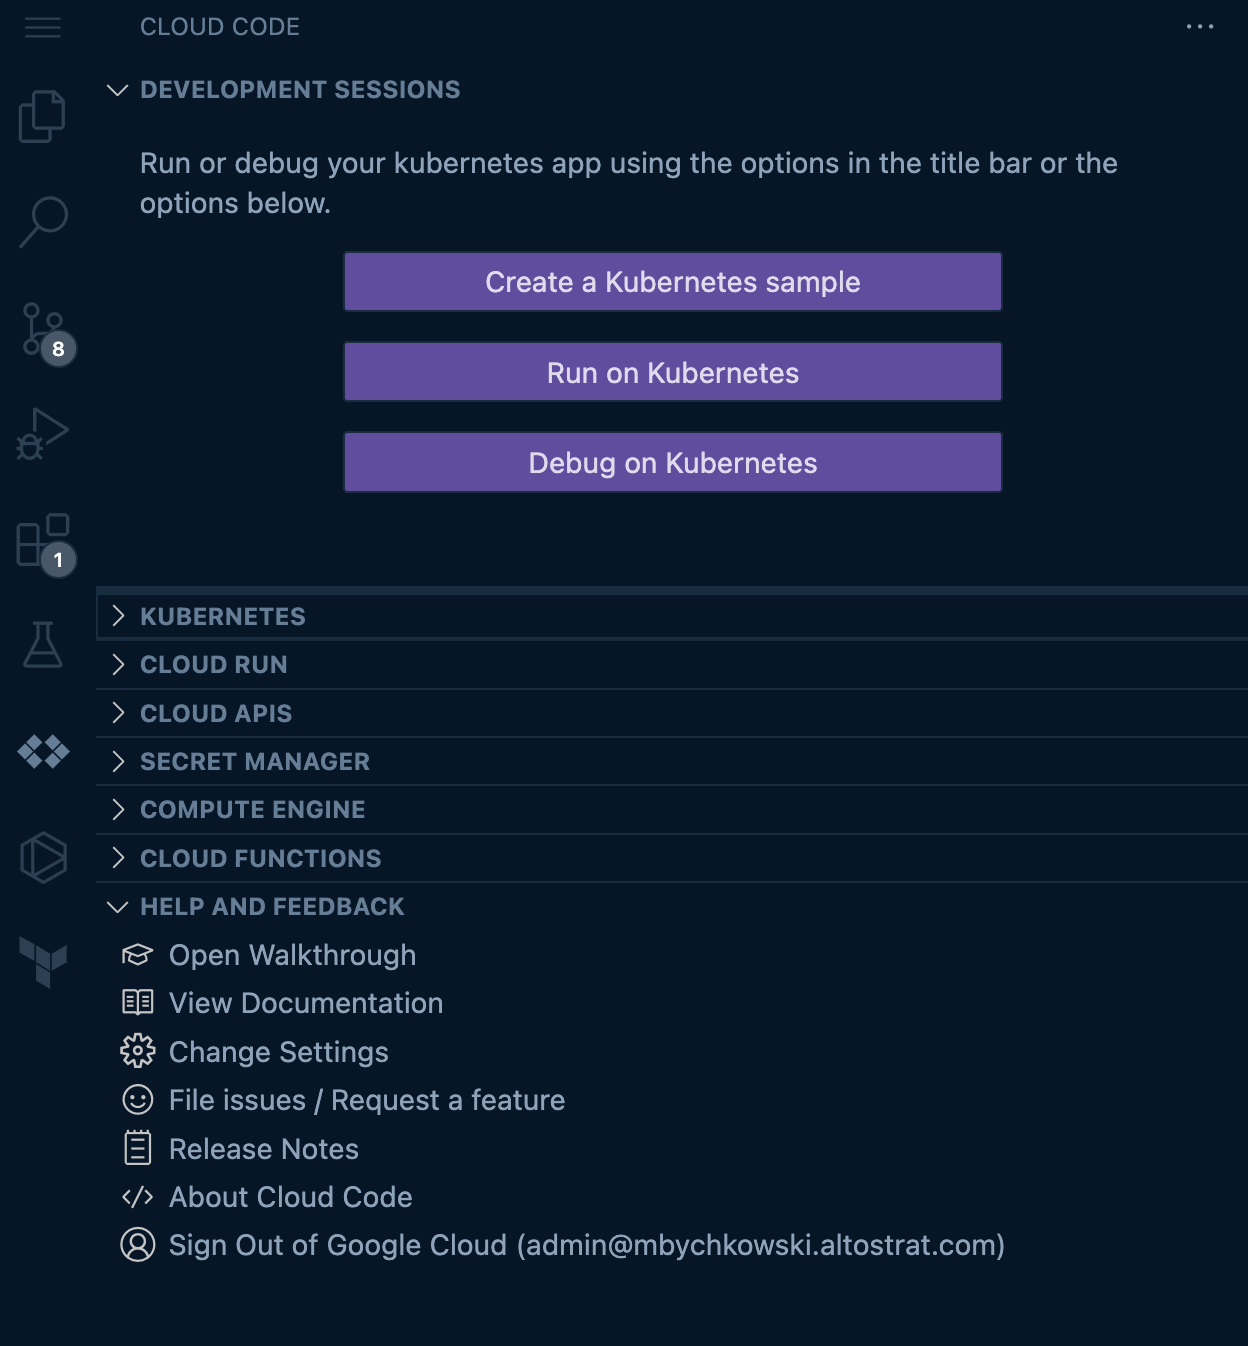 CLOUD CODE
DEVELOPMENT SESSIONS
Run or debug your kubernetes app using the options in the title bar or the
options below.
Create a Kubernetes sample
8
Run on Kubernetes
Debug on Kubernetes
1
KUBERNETES
CLOUD RUN
CLOUD APIS
SECRET MANAGER
COMPUTE ENGINE
CLOUD FUNCTIONS
HELP AND FEEDBACK
Open Walkthrough
View Documentation
Change Settings
File issues / Request a feature
Release Notes
About Cloud Code
Sign Out of Google Cloud (admin@mbychkowski.altostrat.com)